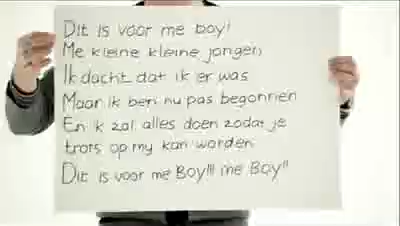 Dit is voor me boy!
Me kleine kleine jongen
Ik dacht dat ik er was
Maar ik ben nu pas begonnen
En ik zal alles doen zodat je
trots op my kan worden
Dit is voor me Boy!!! me Boy!!